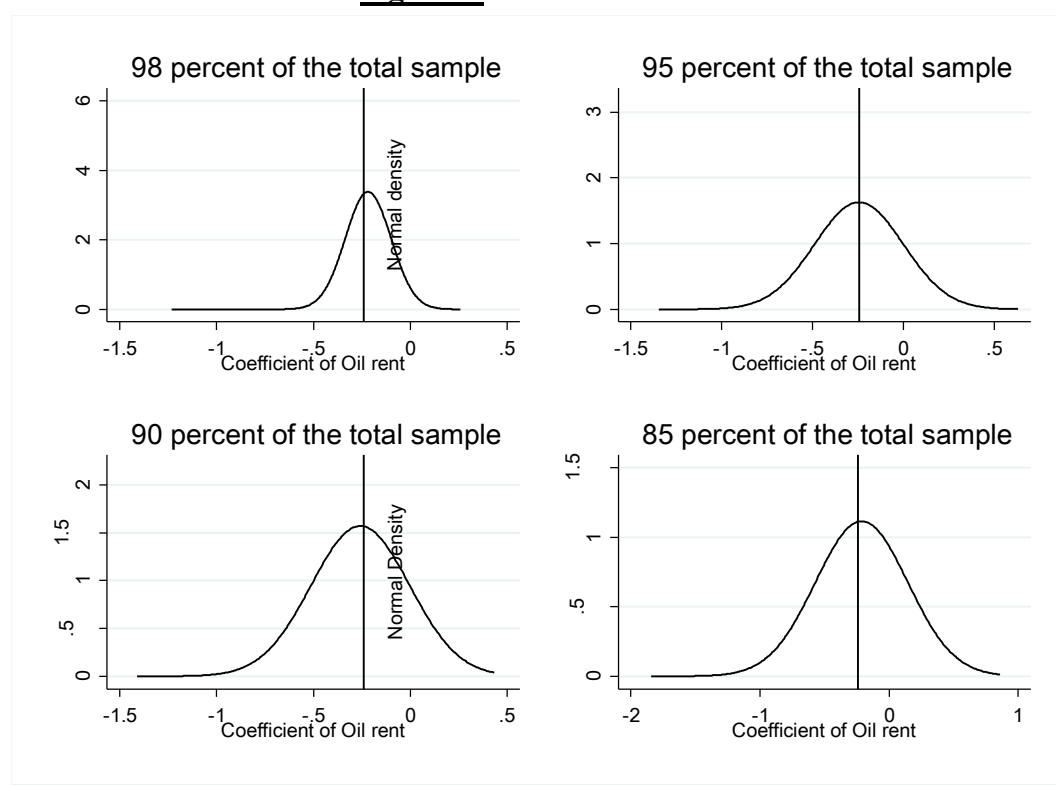 98 percent of the total sample
6
4
2
0
Normal density
-1.5 -1 -.5 0 .5
Coefficient of Oil rent
95 percent of the total sample
3
2
1
0
-1.5 -1 -.5 0 .5
Coefficient of Oil rent
90 percent of the total sample
2
1.5
1
.5
0
Normal Density
-1.5 -1 -.5 0 .5
Coefficient of Oil rent
85 percent of the total sample
1.5
1
.5
0
-2 -1 0 1
Coefficient of Oil rent